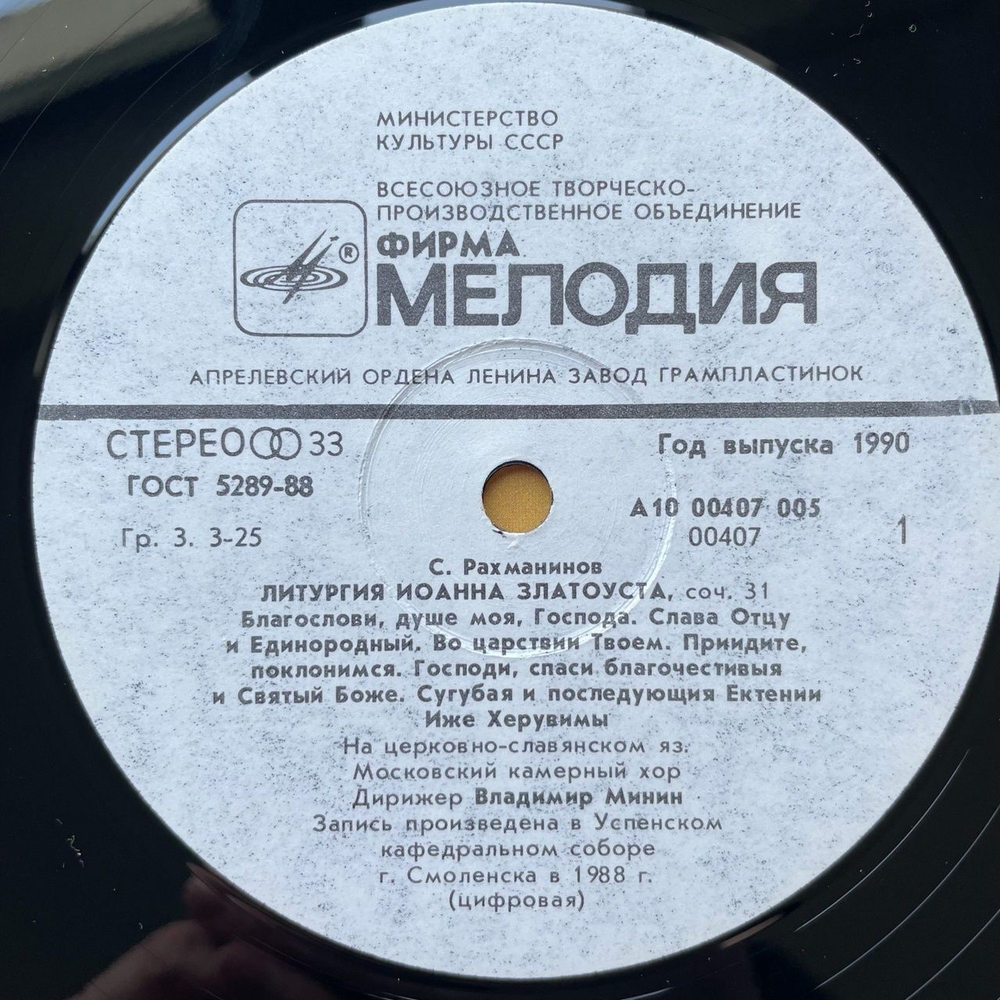 МИНИСТЕРСТВО
КУЛЬТУРЫ СССР
ВСЕСОЮЗНОЕ ТВОРЧЕСКО-
ПРОИЗВОДСТВЕННОЕ ОБЪЕДИНЕНИЕ
®
ФИРМА
МЕЛОДИЯ
АПРЕЛЕВСКИЙ ОРДЕНА ЛЕНИНА ЗАВОД ГРАМПЛАСТИНОК
СТЕРЕО 33
Год выпуска 1990
ГОСТ 5289-88
А10 00407 005
Гр. 3. 3-25
00407
1
С. Рахманинов
ЛИТУРГИЯ ИОАННА ЗЛАТОУСТА, соч. 31
Благослови, душе моя, Господа. Слава Отцу
и Единородный. Во царствии Твоем. Приидите,
поклонимся. Господи, спаси благочестивыя
и Святый Боже. Сугубая и последующия Ектении
Иже Херувимы
На церковно-славянском яз.
Московский камерный хор
Дирижер Владимир Минин
Запись произведена в Успенском
кафедральном соборе
г. Смоленска в 1988 г.
(цифровая)